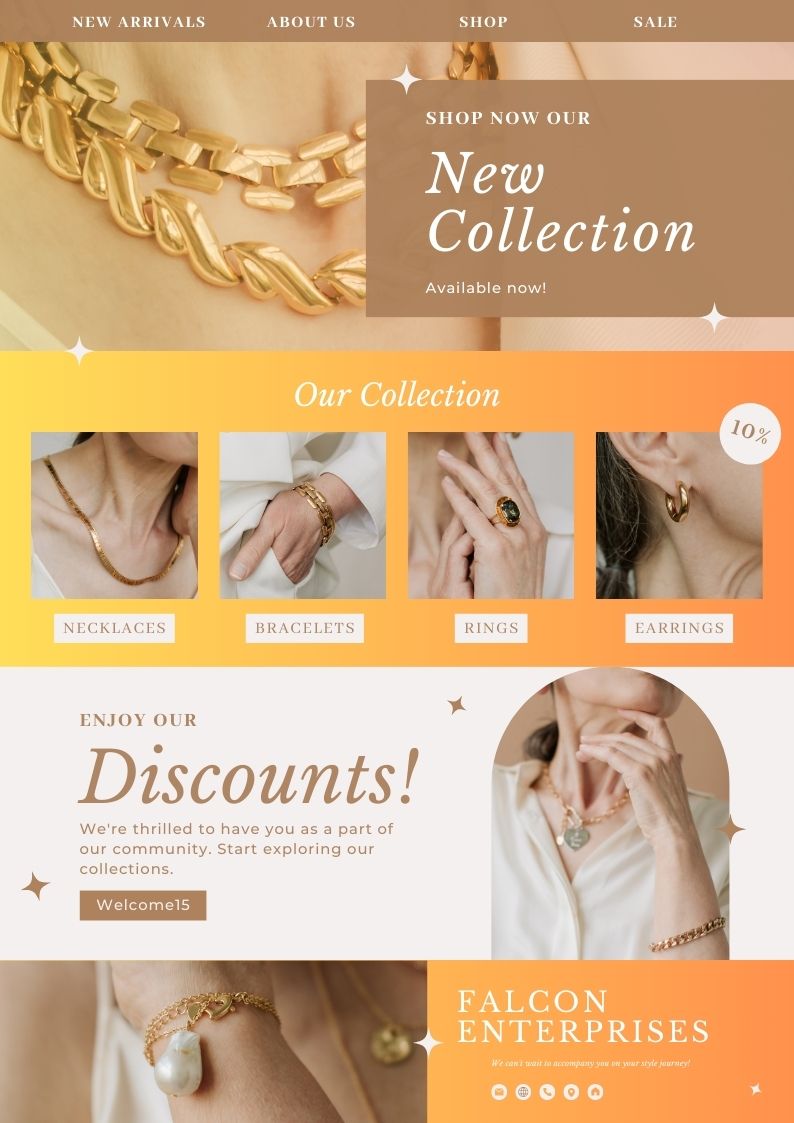 NEW ARRIVALS
ABOUT US
SHOP
SALE
SHOP NOW OUR
New
Collection
Available now!
Our Collection
10%
NECKLACES
BRACELETS
RINGS
EARRINGS
ENJOY OUR
Discounts!
We're thrilled to have you as a part of
our community. Start exploring our
collections.
Welcome15
FALCON
ENTERPRISES
We can't wait to accompany you on your style journey!